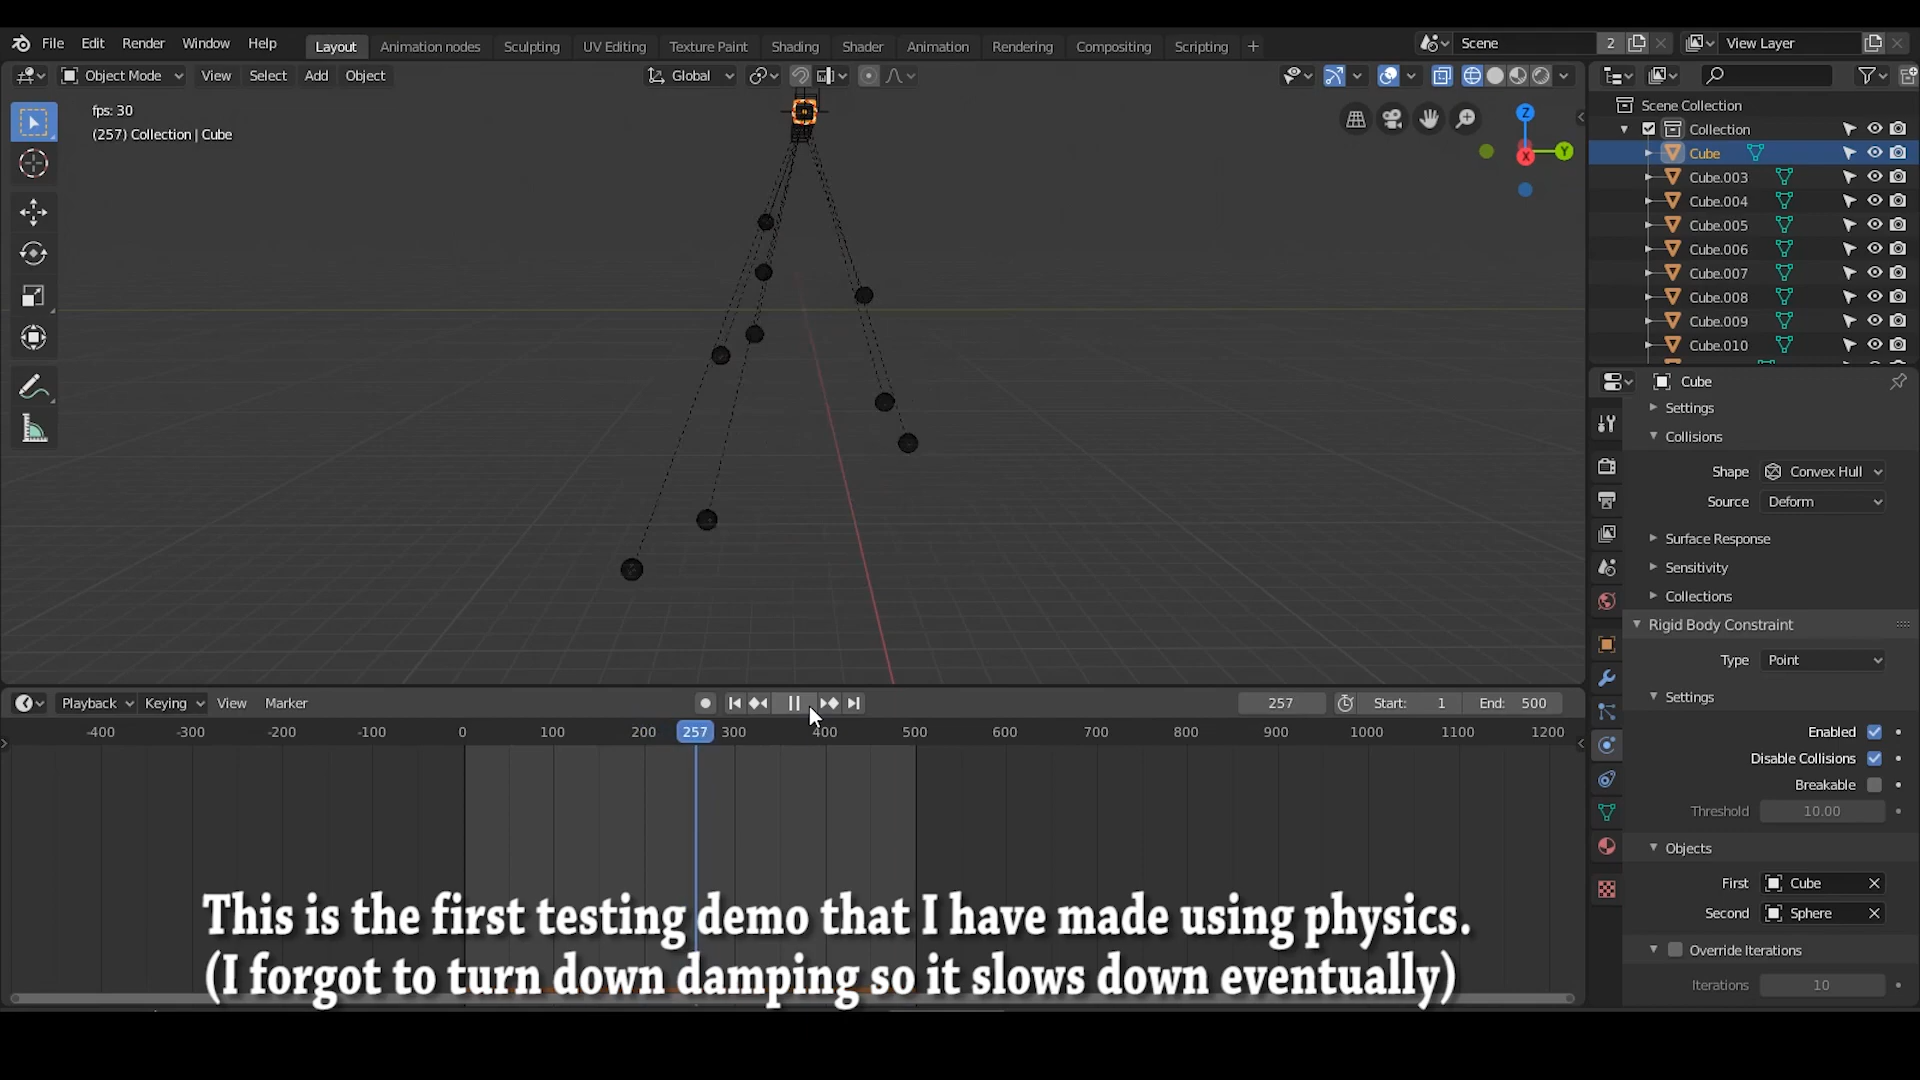 File Edit Render Window Help Layout Animation nodes Sculpting UV Editing Texture Paint Shading Shader Animation Rendering Compositing Scripting + Scene 2 View Layer
Object Mode View Select Add Object Global
fps: 30
(257) Collection | Cube
Z
Y
X
Scene Collection
Collection
Cube
Cube.003
Cube.004
Cube.005
Cube.006
Cube.007
Cube.008
Cube.009
Cube.010
Cube
Settings
Collisions
Shape Convex Hull
Source Deform
Surface Response
Sensitivity
Collections
Rigid Body Constraint
Type Point
Settings
Enabled
Disable Collisions
Breakable
Threshold 10.00
Objects
First Cube
Second Sphere
Override Iterations
Iterations 10
Playback Keying View Marker 257 Start: 1 End: 500
-400 -300 -200 -100 0 100 200 257 300 400 500 600 700 800 900 1000 1100 1200
This is the first testing demo that I have made using physics.
(I forgot to turn down damping so it slows down eventually)